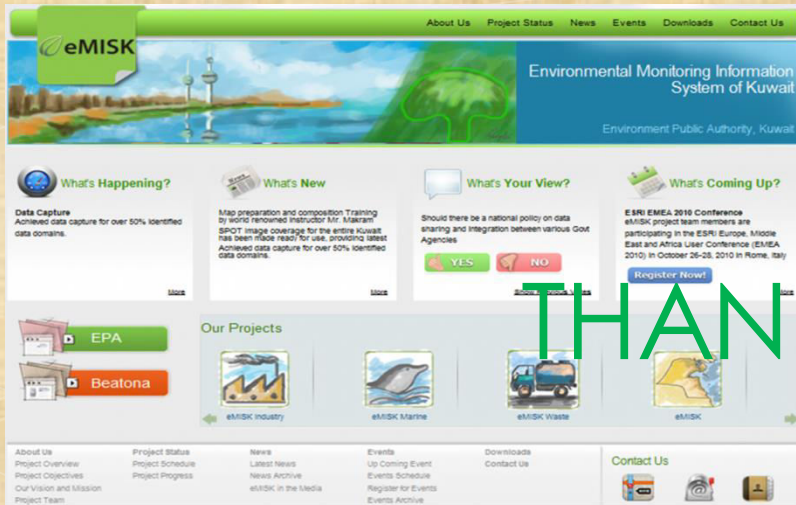 About Us Project Status News Events Downloads Contact Us
eMISK
Environmental Monitoring Information
System of Kuwait
Environment Public Authority, Kuwait
What's Happening?
Data Capture
Achieved data capture for over 50% identified
data domains.
More
What's New
Map preparation and composition Training
by world renowned instructor Mr. Makram
SPOT image coverage for the entire Kuwait
has been made ready for use, providing latest
Achieved data capture for over 50% identified
data domains.
More
What's Your View?
Should there be a national policy on data
sharing and integration between various Govt
Agencies
YES NO
Show Previous
What's Coming Up?
ESRI EMEA 2010 Conference
eMISK project team members are
participating in the ESRI Europe, Middle
East and Africa User Conference (EMEA
2010) in October 26-28, 2010 in Rome, Italy
Register Now!
More
THAN
EPA
Beatona
Our Projects
eMISK Industry
eMISK Marine
eMISK Waste
eMISK
About Us
Project Overview
Project Objectives
Our Vision and Mission
Project Team
Project Status
Project Schedule
Project Progress
News
Latest News
News Archive
eMISK in the Media
Events
Up Coming Event
Events Schedule
Register for Events
Events Archive
Downloads
Contact Us
Contact Us